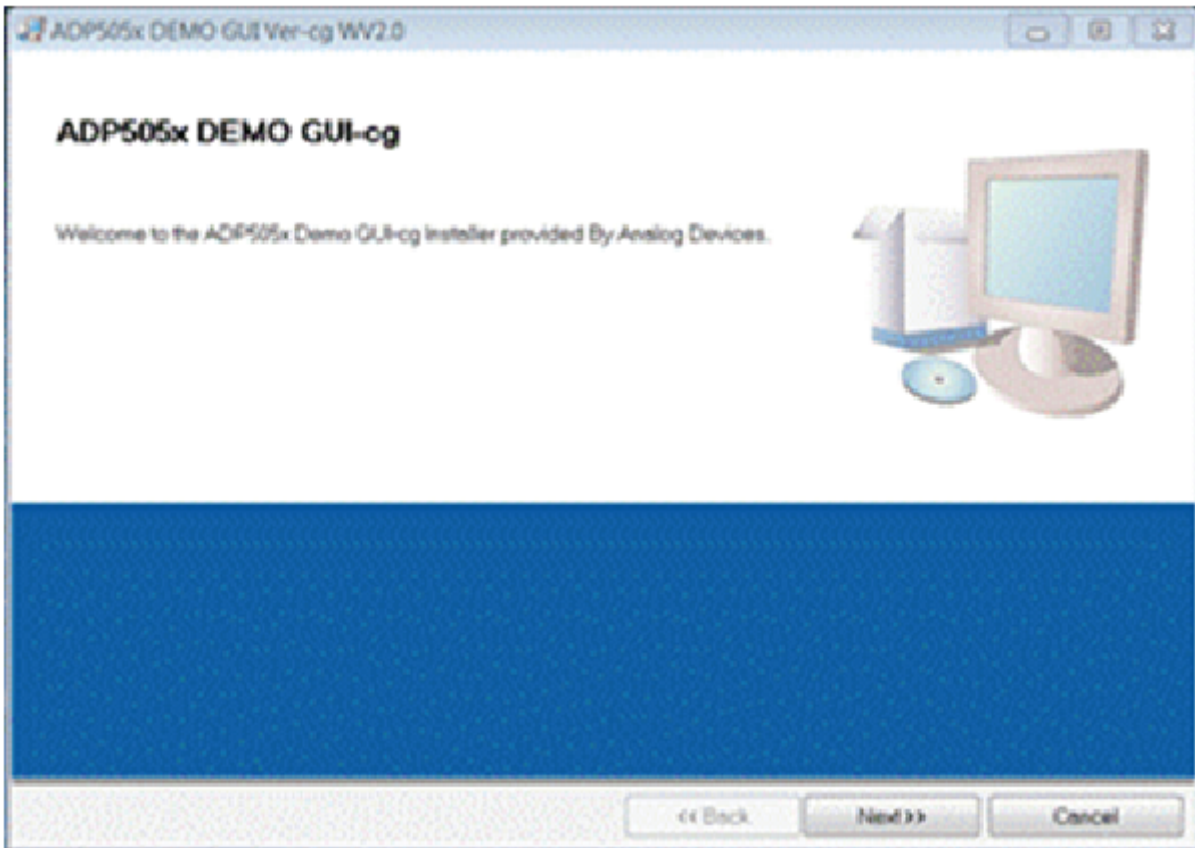 ADP505x DEMO GUI Ver-cg WV2.0
ADP505x DEMO GUI-cg
Welcome to the ADP505x Demo GUI-cg Installer provided By Analog Devices.
<< Back
Next >>
Cancel